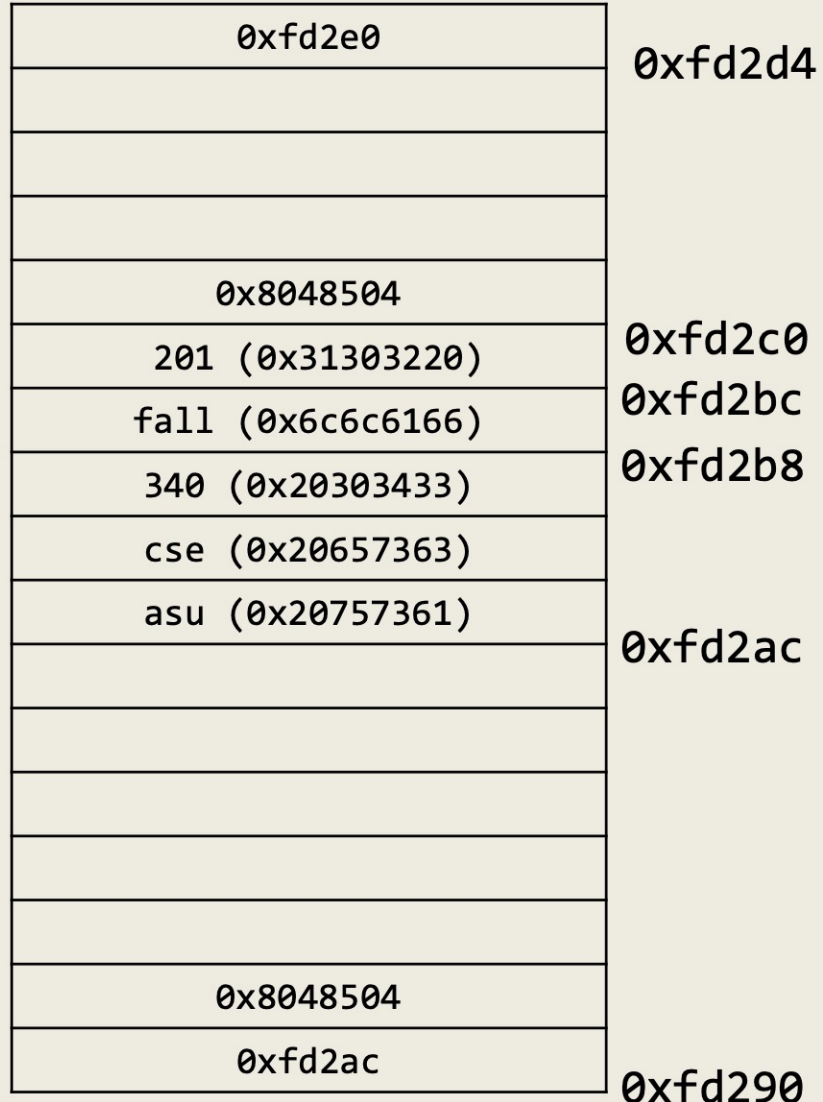 0xfd2e0
0xfd2d4
0x8048504
0xfd2c0
201 (0x31303220)
0xfd2bc
fall (0x6c6c6166)
0xfd2b8
340 (0x20303433)
cse (0x20657363)
asu (0x20757361)
0xfd2ac
0x8048504
0xfd2ac
0xfd290